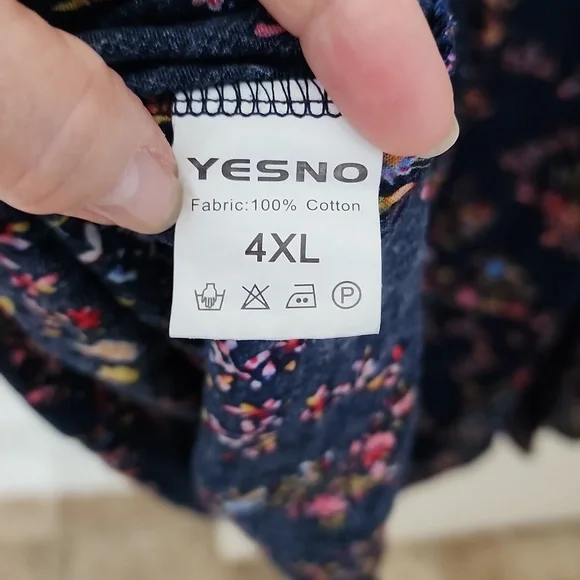 YESNO
Fabric:100% Cotton
4XL
P